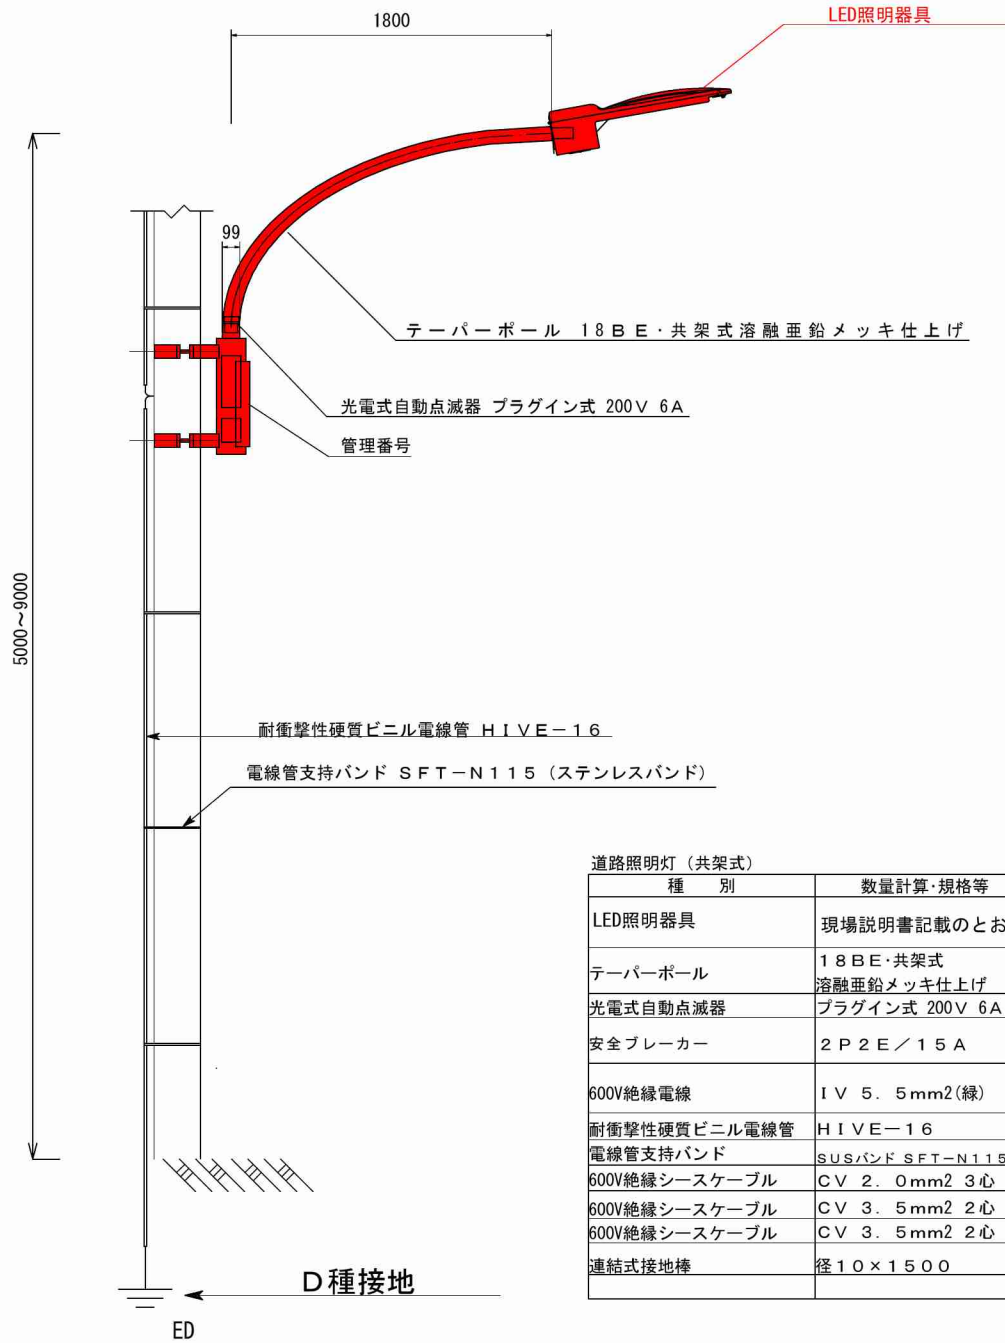 1800
LED照明器具
99
テーパーポール 18BE・共架式溶融亜鉛メッキ仕上げ
光電式自動点滅器 プラグイン式 200V 6A
管理番号
5000~9000
耐衝撃性硬質ビニル電線管 HIVE-16
電線管支持バンド SFT-N115 (ステンレスバンド)
道路照明灯 (共架式)
種 別 数量計算・規格等
LED照明器具 現場説明書記載のとお
テーパーポール 18BE・共架式
溶融亜鉛メッキ仕上げ
光電式自動点滅器 プラグイン式 200V 6A
安全ブレーカー 2P2E/15A
600V絶縁電線 IV 5.5mm2(緑)
耐衝撃性硬質ビニル電線管 HIVE-16
電線管支持バンド SUSバンド SFT-N115
600V絶縁シースケーブル CV 2.0mm2 3心
600V絶縁シースケーブル CV 3.5mm2 2心
600V絶縁シースケーブル CV 3.5mm2 2心
連結式接地棒 径10×1500
D種接地
ED